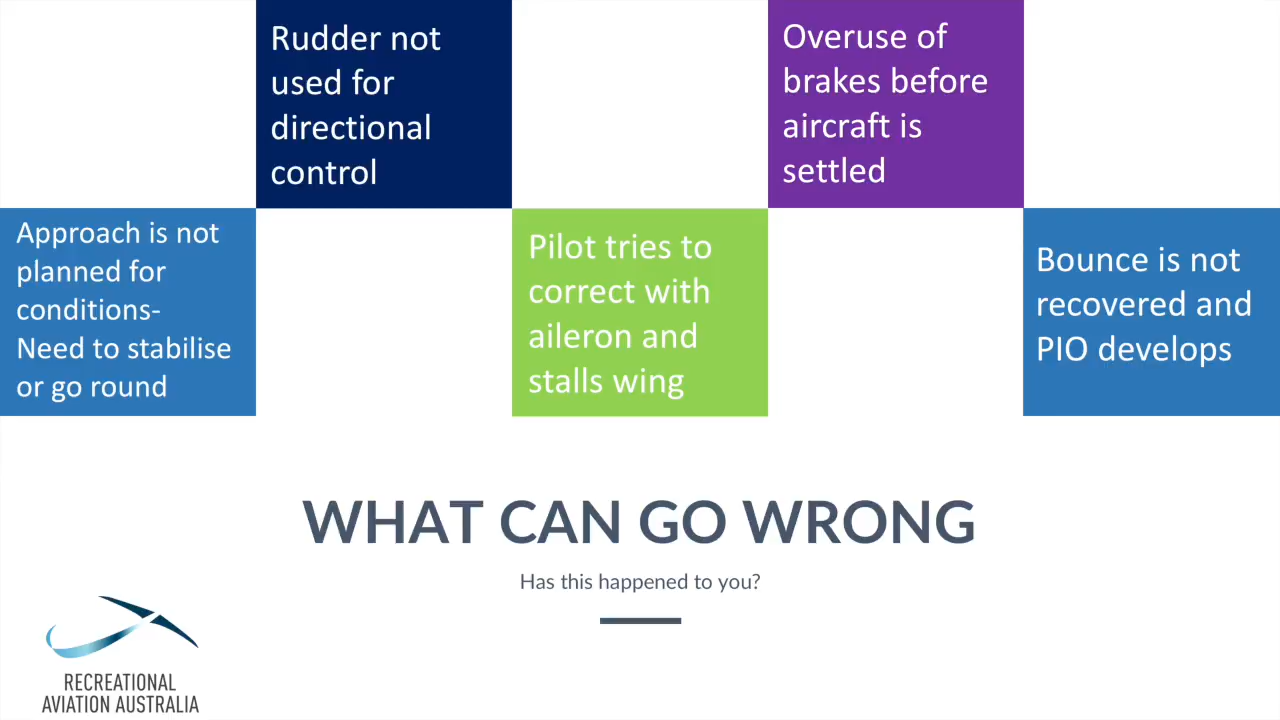 Rudder not
used for
directional
control
Overuse of
brakes before
aircraft is
settled
Approach is not
planned for
conditions-
Need to stabilise
or go round
Pilot tries to
correct with
aileron and
stalls wing
Bounce is not
recovered and
PIO develops
WHAT CAN GO WRONG
Has this happened to you?
RECREATIONAL
AVIATION AUSTRALIA